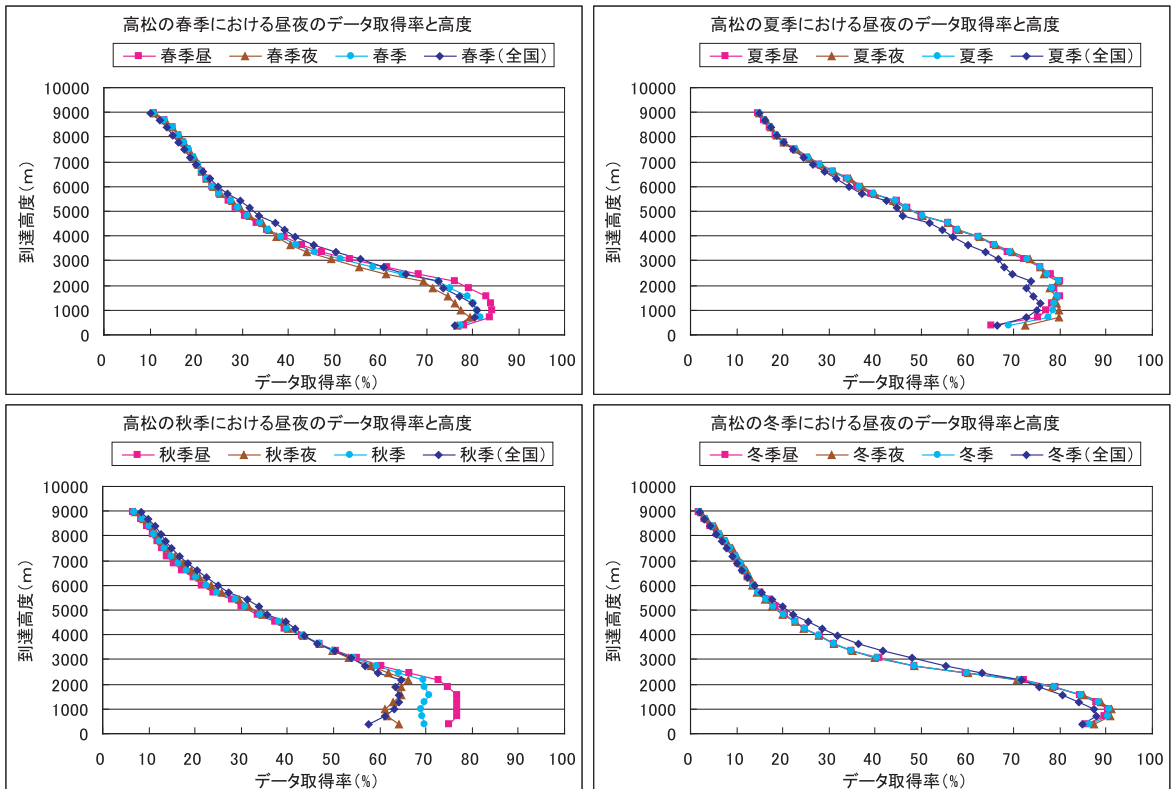 高松の春季における昼夜のデータ取得率と高度
春季昼 春季夜 春季 春季(全国)
到達高度(m)
10000
9000
8000
7000
6000
5000
4000
3000
2000
1000
0
0 10 20 30 40 50 60 70 80 90 100
データ取得率(%)
高松の夏季における昼夜のデータ取得率と高度
夏季昼 夏季夜 夏季 夏季(全国)
到達高度(m)
10000
9000
8000
7000
6000
5000
4000
3000
2000
1000
0
0 10 20 30 40 50 60 70 80 90 100
データ取得率(%)
高松の秋季における昼夜のデータ取得率と高度
秋季昼 秋季夜 秋季 秋季(全国)
到達高度(m)
10000
9000
8000
7000
6000
5000
4000
3000
2000
1000
0
0 10 20 30 40 50 60 70 80 90 100
データ取得率(%)
高松の冬季における昼夜のデータ取得率と高度
冬季昼 冬季夜 冬季 冬季(全国)
到達高度(m)
10000
9000
8000
7000
6000
5000
4000
3000
2000
1000
0
0 10 20 30 40 50 60 70 80 90 100
データ取得率(%)